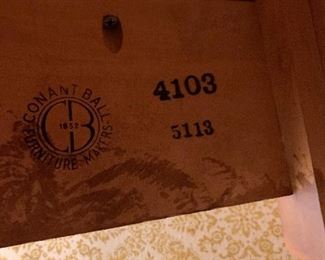 CONANT BALL
CB
1852
FURNITURE-MAKERS
4103
5113